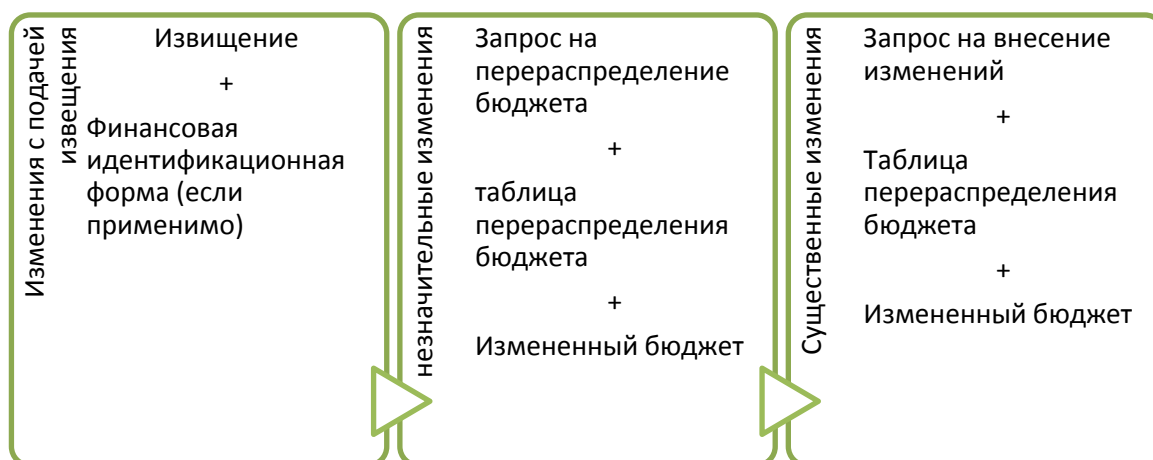 Изменения с подачей
извещения
Извищение
+
Финансовая
идентификационная
форма (если
применимо)
незначительные изменения
Запрос на
перераспределение
бюджета
+
таблица
перераспределения
бюджета
+
Измененный бюджет
Существенные изменения
Запрос на внесение
изменений
+
Таблица
перераспределения
бюджета
+
Измененный бюджет